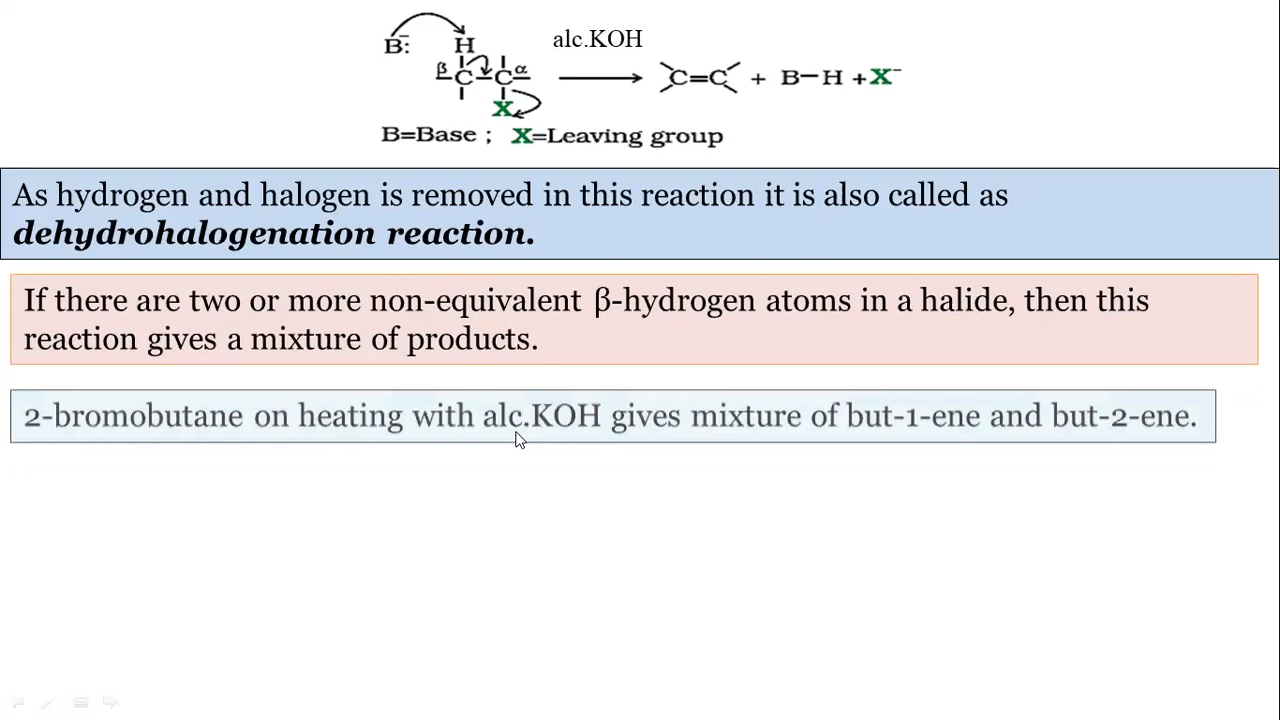 B:⁻ H alc.KOH
β C C α C=C + B−H + X⁻
X
B=Base ; X=Leaving group
As hydrogen and halogen is removed in this reaction it is also called as
dehydrohalogenation reaction.
If there are two or more non-equivalent β-hydrogen atoms in a halide, then this
reaction gives a mixture of products.
2-bromobutane on heating with alc.KOH gives mixture of but-1-ene and but-2-ene.